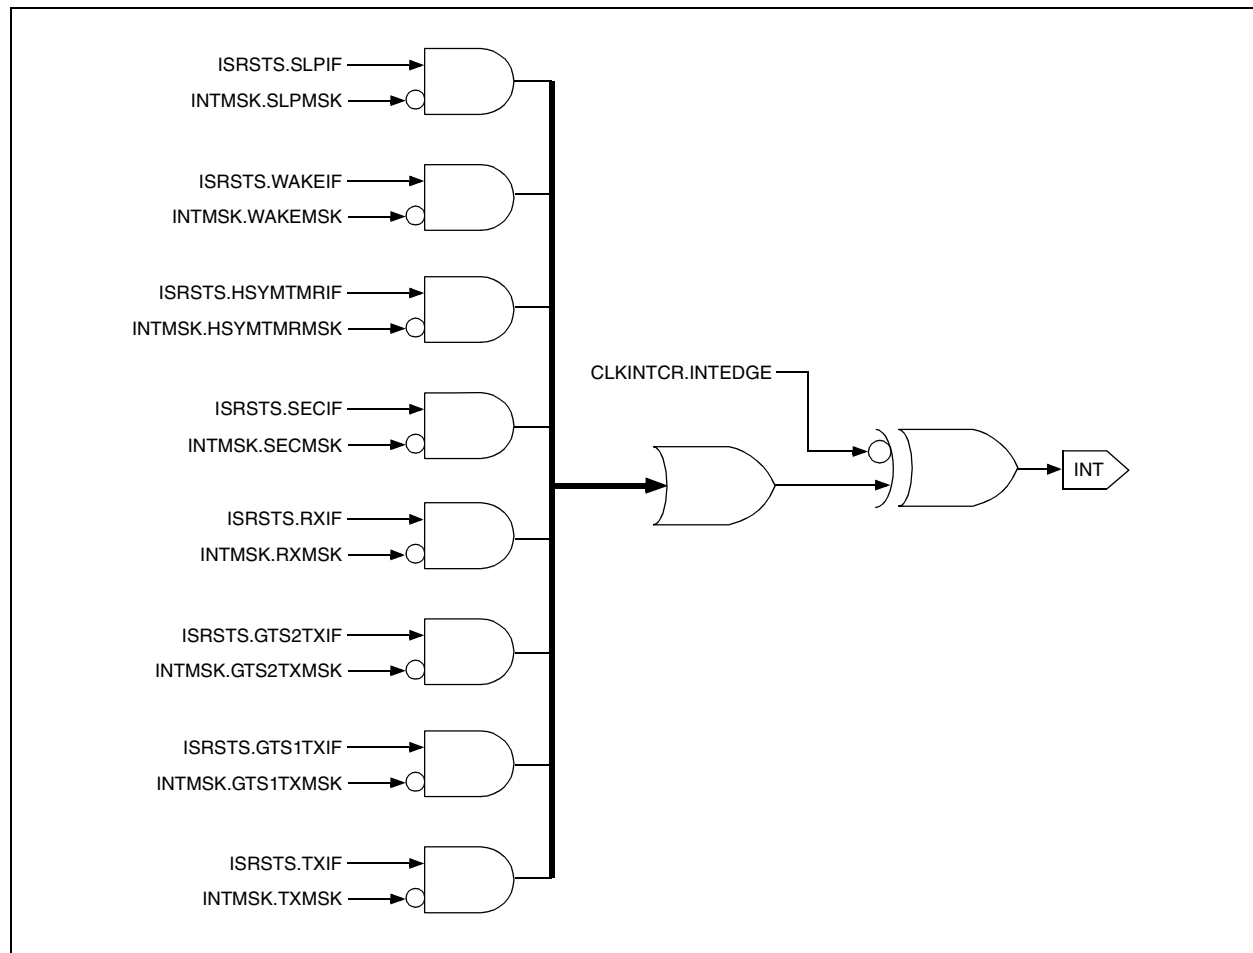 ISRSTS.SLPIF
INTMSK.SLPMSK
ISRSTS.WAKEIF
INTMSK.WAKEMSK
ISRSTS.HSYMTMRIF
INTMSK.HSYMTMRMSK
CLKINTCR.INTEDGE
ISRSTS.SECIF
INTMSK.SECMSK
INT
ISRSTS.RXIF
INTMSK.RXMSK
ISRSTS.GTS2TXIF
INTMSK.GTS2TXMSK
ISRSTS.GTS1TXIF
INTMSK.GTS1TXMSK
ISRSTS.TXIF
INTMSK.TXMSK